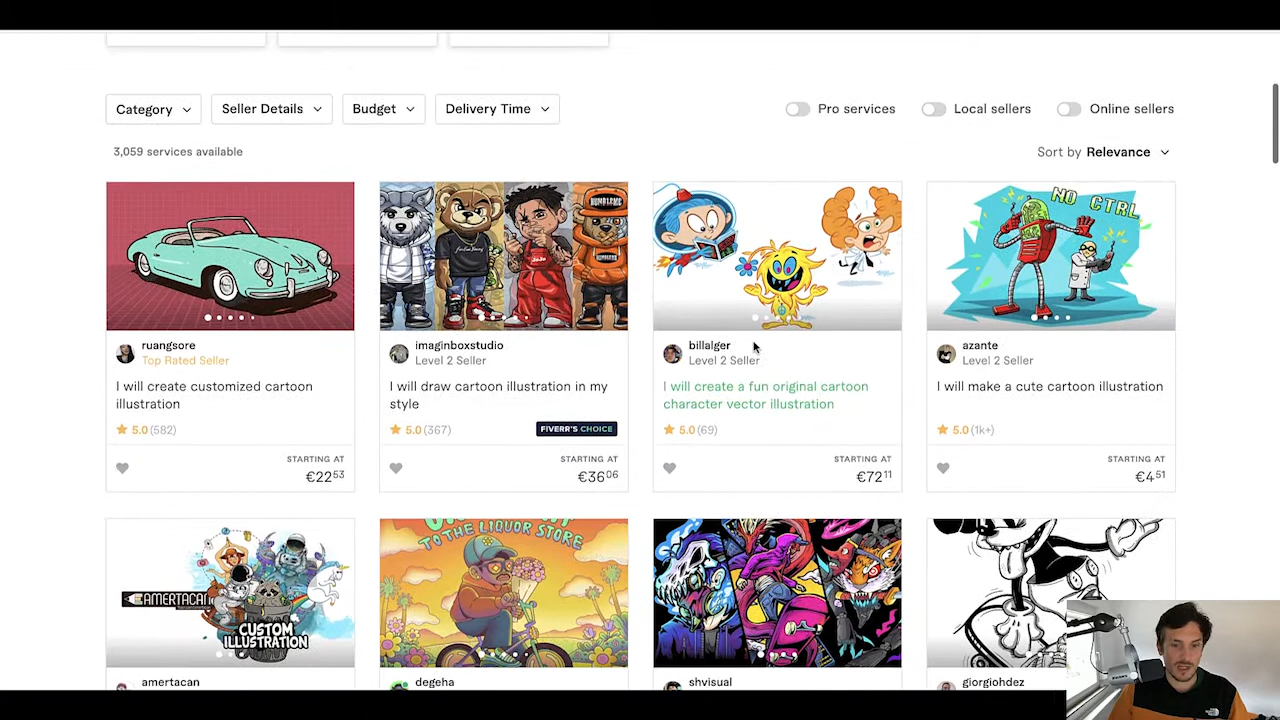 Category
Seller Details
Budget
Delivery Time
Pro services
Local sellers
Online sellers
3,059 services available
Sort by Relevance
HUMBLEME
HUMBLEME
NO CTRL
ruangsore
Top Rated Seller
I will create customized cartoon
illustration
5.0 (582)
STARTING AT
€22 53
imaginboxstudio
Level 2 Seller
I will draw cartoon illustration in my
style
5.0 (367)
FIVERR'S CHOICE
STARTING AT
€36 06
billalger
Level 2 Seller
I will create a fun original cartoon
character vector illustration
5.0 (69)
STARTING AT
€72 11
azante
Level 2 Seller
I will make a cute cartoon illustration
5.0 (1k+)
STARTING AT
€4 51
AMERTACAN
CUSTOM
ILLUSTRATION
TO THE LIQUOR STORE
amertacan
degeha
shvisual
giorgiohdez